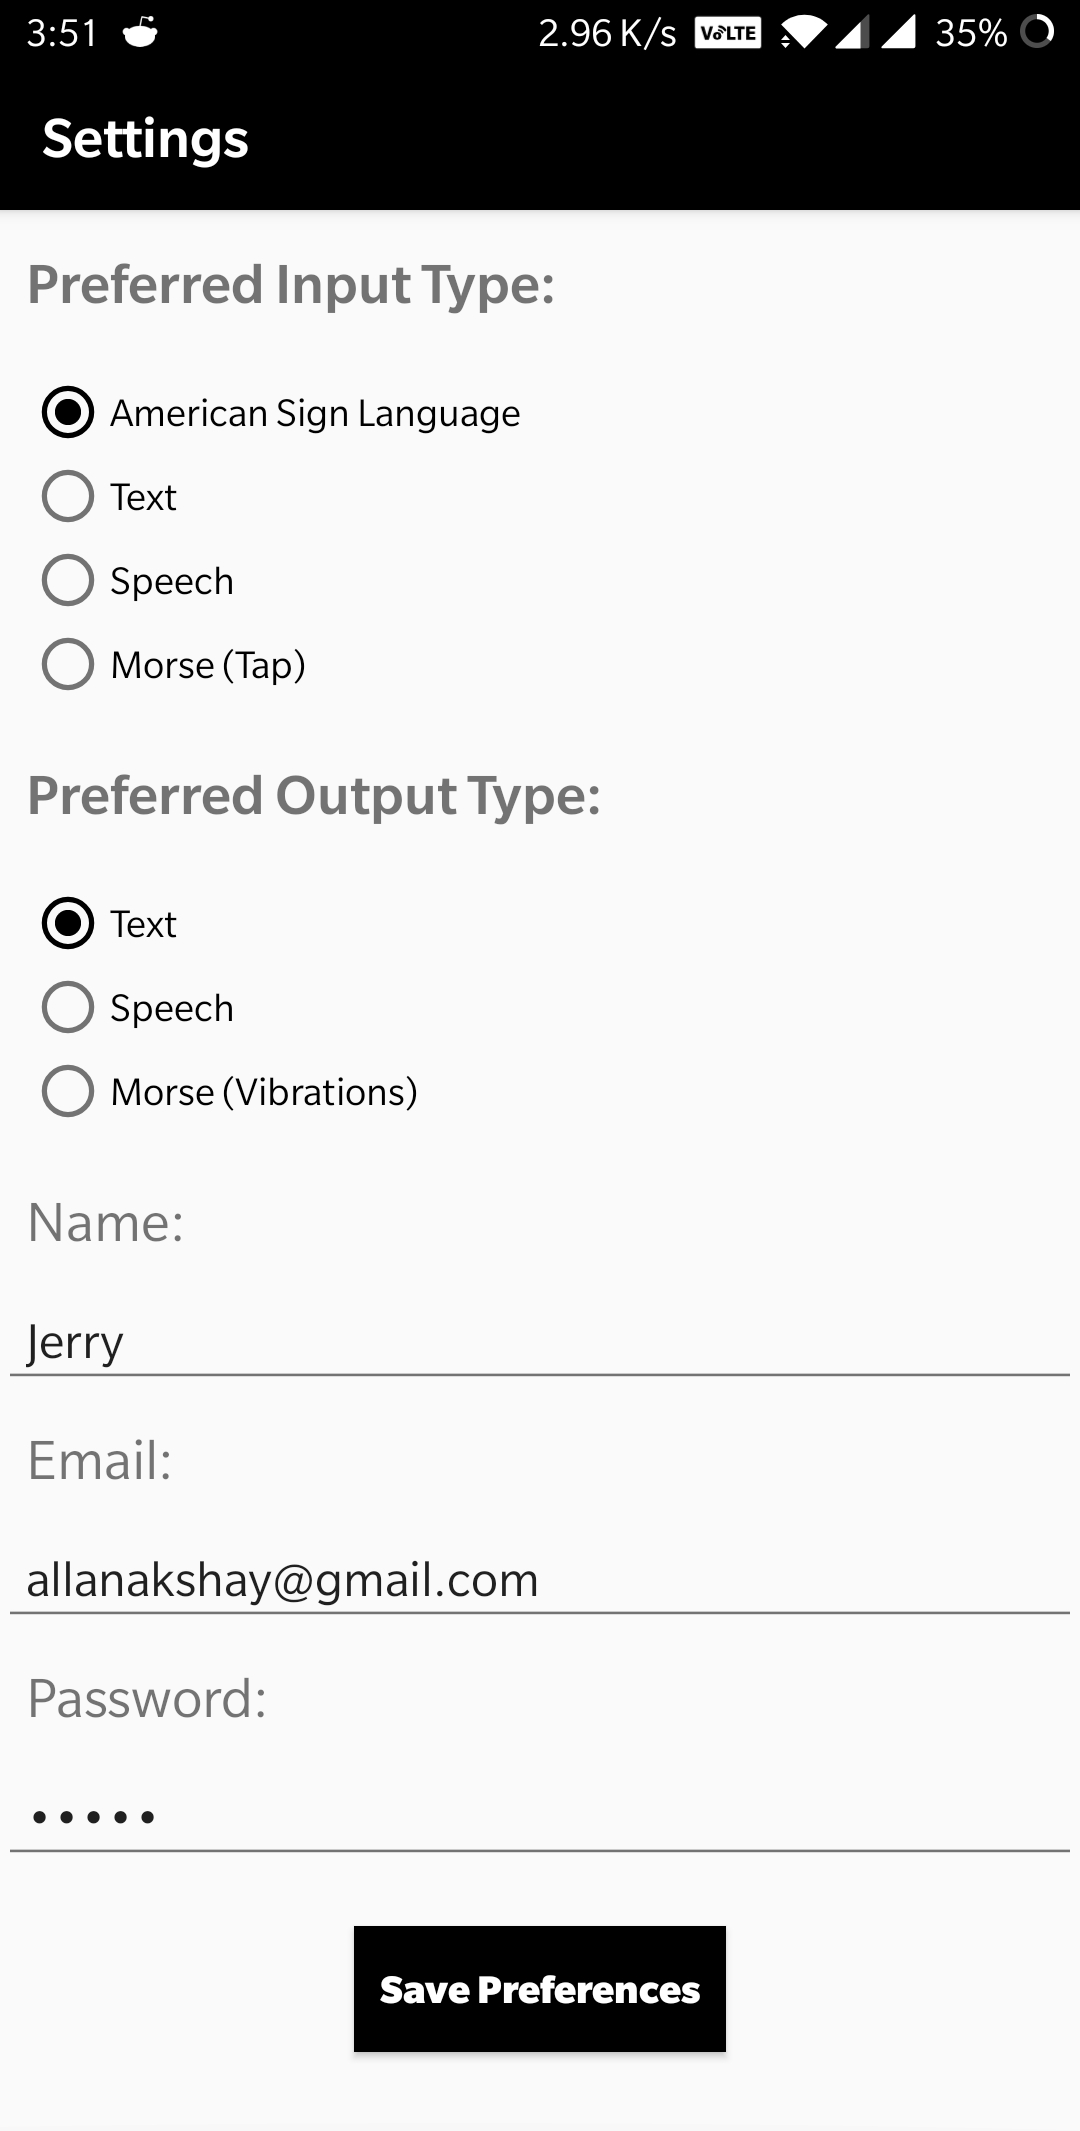 3:51 2.96 K/s VoLTE 35%
Settings
Preferred Input Type:
American Sign Language
Text
Speech
Morse (Tap)
Preferred Output Type:
Text
Speech
Morse (Vibrations)
Name:
Jerry
Email:
allanakshay@gmail.com
Password:
•••••
Save Preferences